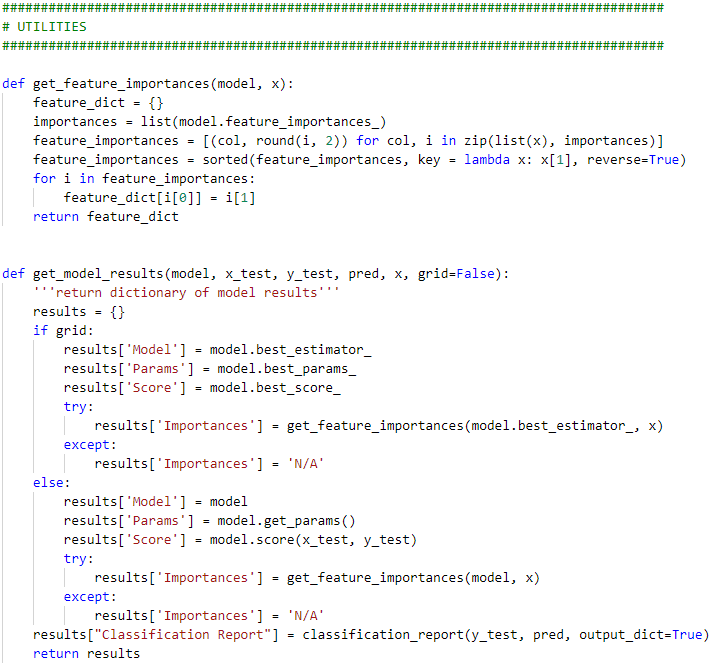 ######################################################################################
# UTILITIES
######################################################################################

def get_feature_importances(model, x):
    feature_dict = {}
    importances = list(model.feature_importances_)
    feature_importances = [(col, round(i, 2)) for col, i in zip(list(x), importances)]
    feature_importances = sorted(feature_importances, key = lambda x: x[1], reverse=True)
    for i in feature_importances:
        feature_dict[i[0]] = i[1]
    return feature_dict


def get_model_results(model, x_test, y_test, pred, x, grid=False):
    '''return dictionary of model results'''
    results = {}
    if grid:
        results['Model'] = model.best_estimator_
        results['Params'] = model.best_params_
        results['Score'] = model.best_score_
        try:
            results['Importances'] = get_feature_importances(model.best_estimator_, x)
        except:
            results['Importances'] = 'N/A'
    else:
        results['Model'] = model
        results['Params'] = model.get_params()
        results['Score'] = model.score(x_test, y_test)
        try:
            results['Importances'] = get_feature_importances(model, x)
        except:
            results['Importances'] = 'N/A'
    results["Classification Report"] = classification_report(y_test, pred, output_dict=True)
    return results